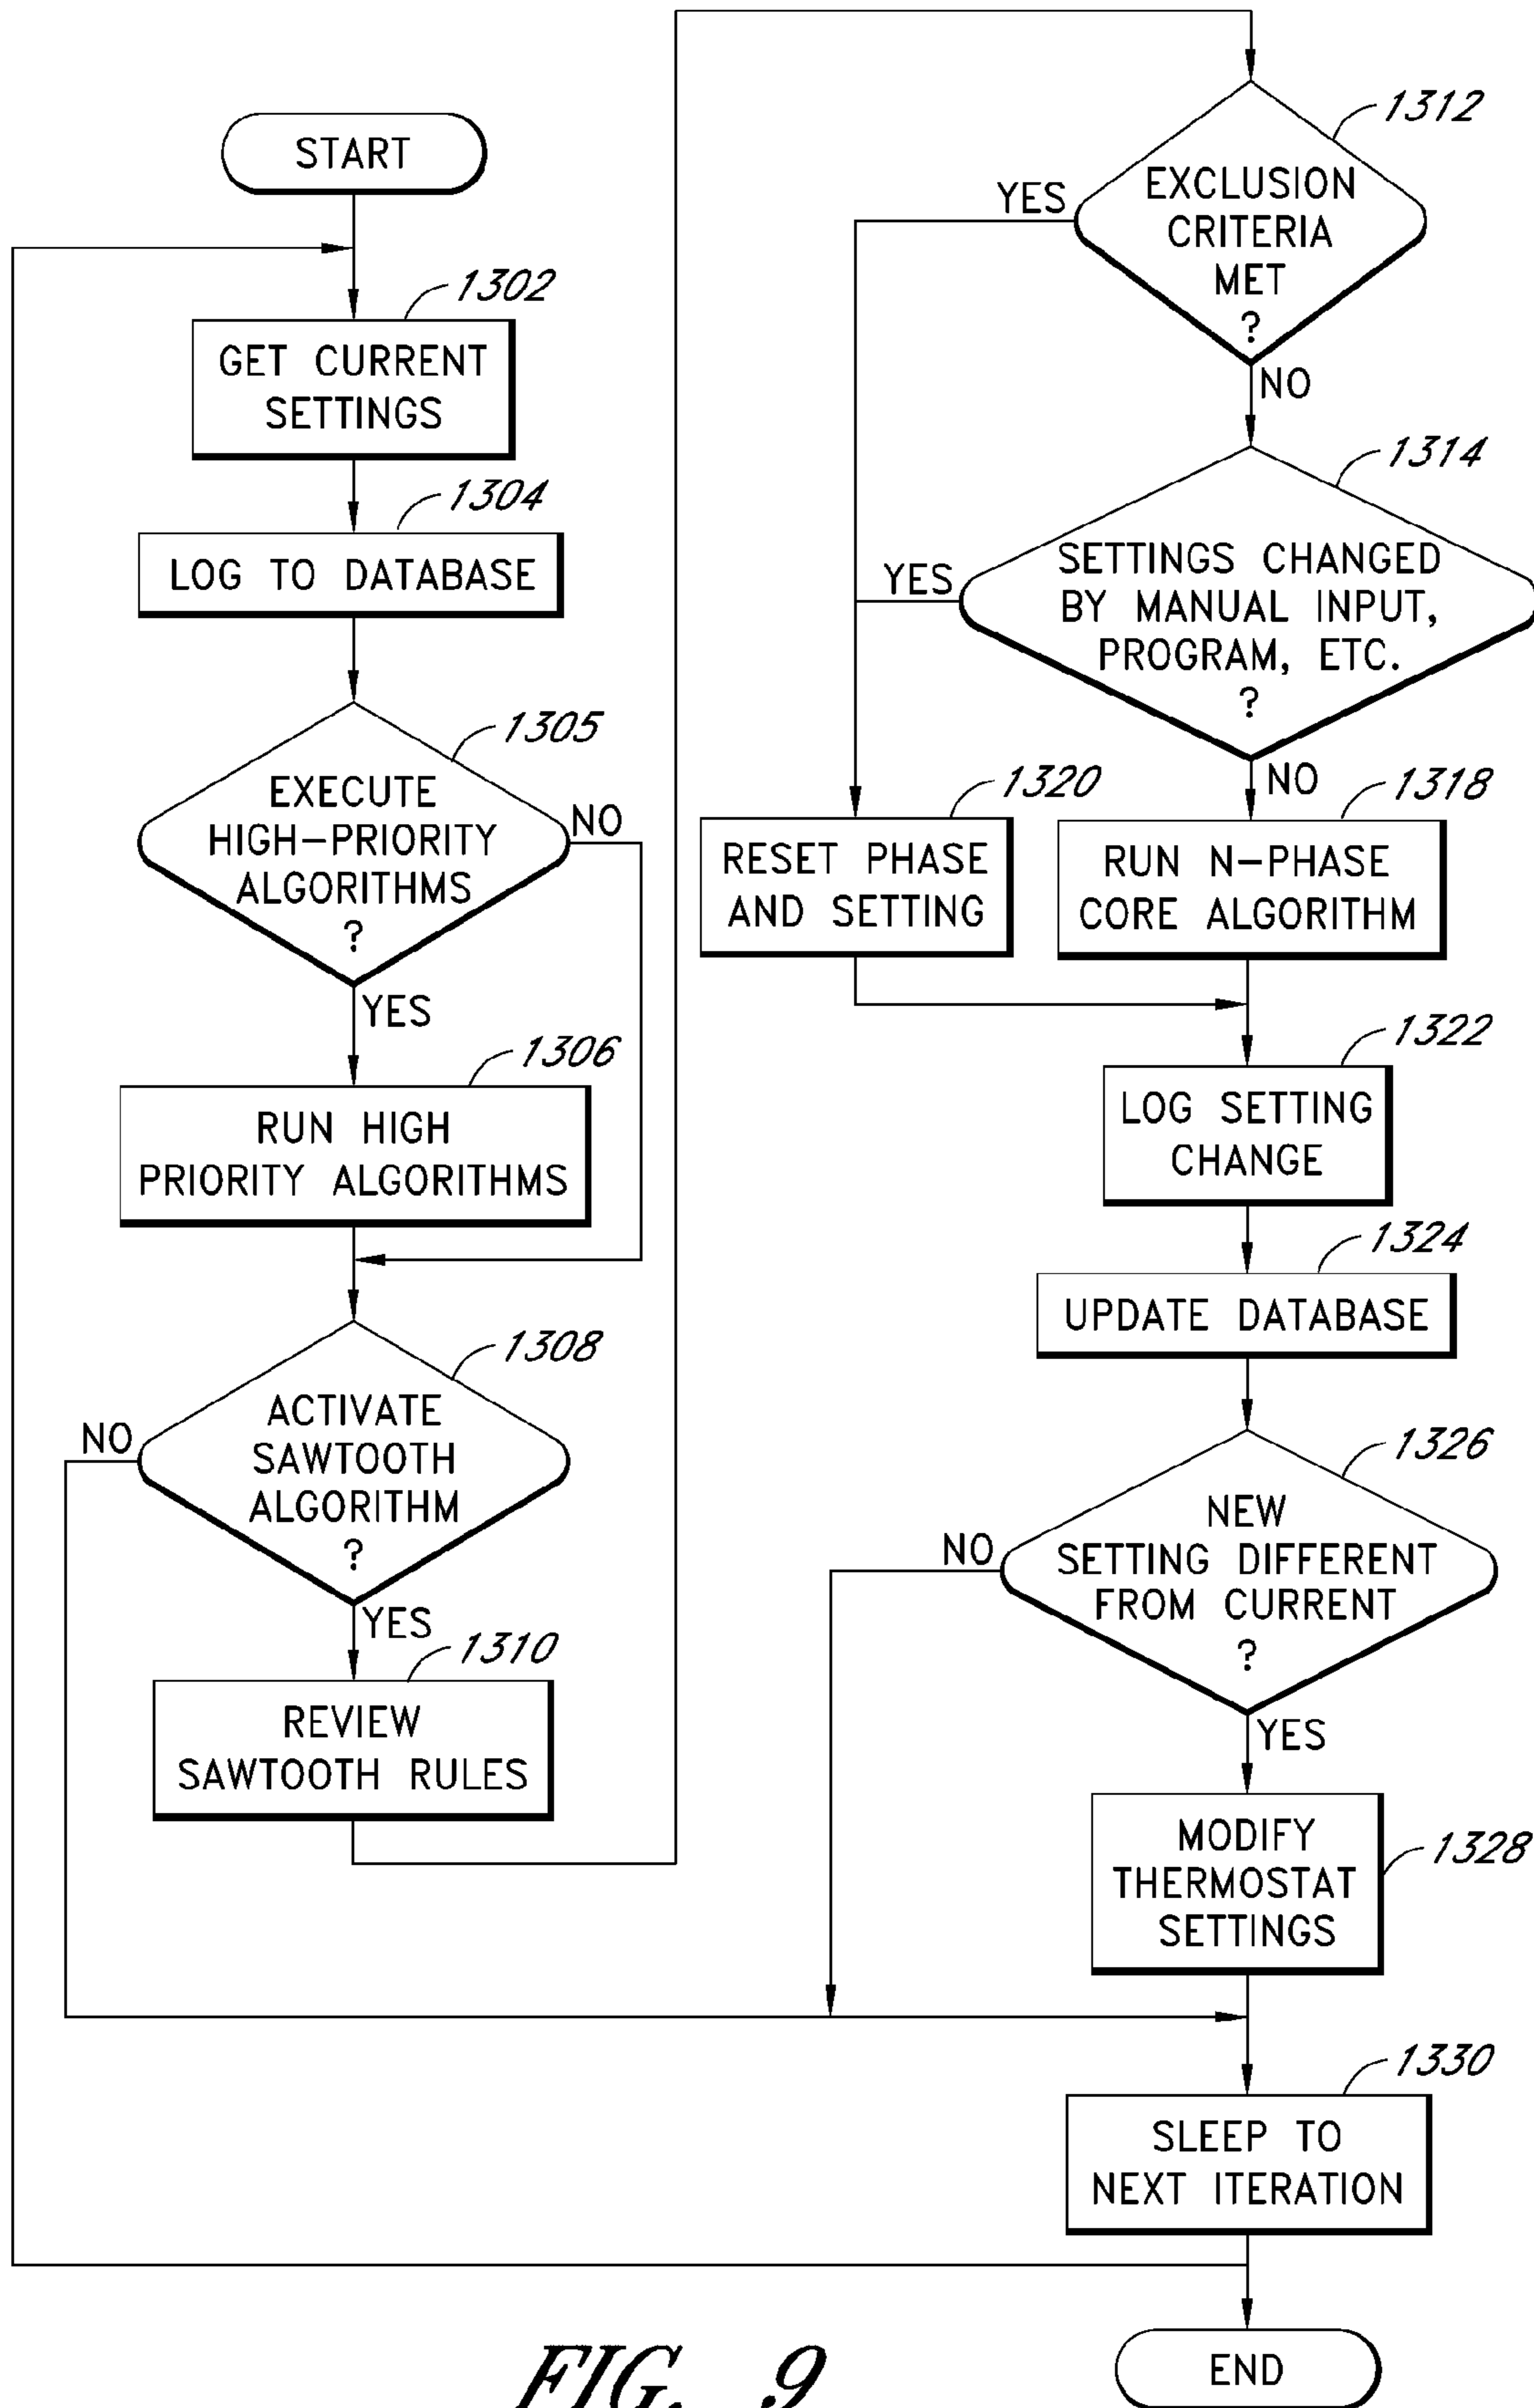 START
1302
GET CURRENT
SETTINGS
1304
LOG TO DATABASE
1305
EXECUTE
HIGH-PRIORITY
ALGORITHMS
?
NO
YES
1306
RUN HIGH
PRIORITY ALGORITHMS
1308
ACTIVATE
SAWTOOTH
ALGORITHM
?
NO
YES
1310
REVIEW
SAWTOOTH RULES
1312
EXCLUSION
CRITERIA
MET
?
YES
NO
1314
SETTINGS CHANGED
BY MANUAL INPUT,
PROGRAM, ETC.
?
YES
NO
1320
RESET PHASE
AND SETTING
1318
RUN N-PHASE
CORE ALGORITHM
1322
LOG SETTING
CHANGE
1324
UPDATE DATABASE
1326
NEW
SETTING DIFFERENT
FROM CURRENT
?
NO
YES
1328
MODIFY
THERMOSTAT
SETTINGS
1330
SLEEP TO
NEXT ITERATION
END
FIG. 9